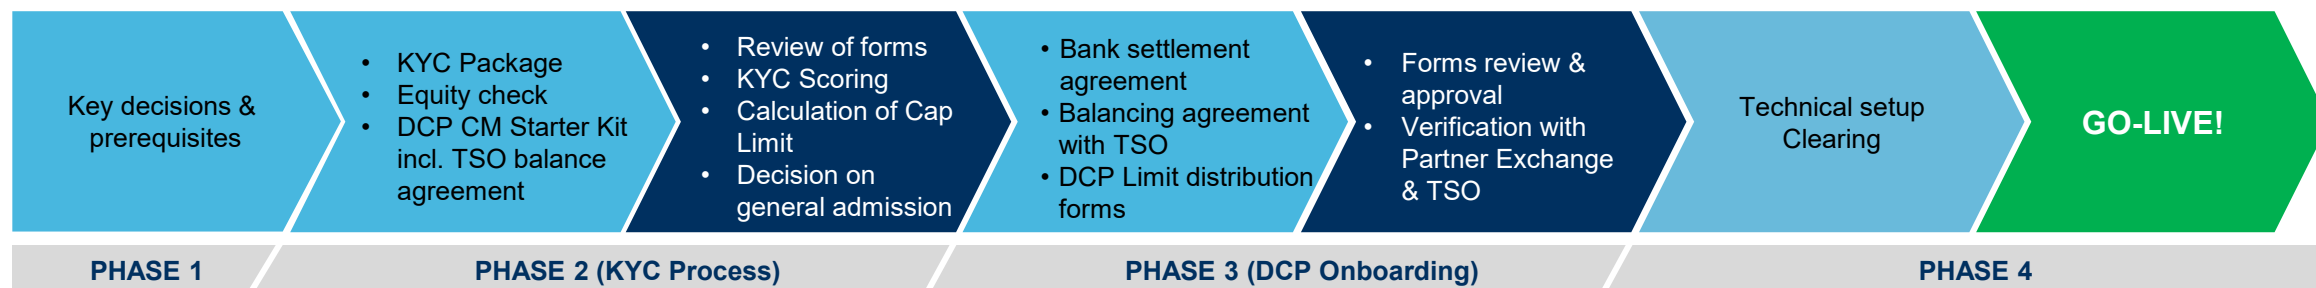 Key decisions &
prerequisites
• KYC Package
• Equity check
• DCP CM Starter Kit
incl. TSO balance
agreement
• Review of forms
• KYC Scoring
• Calculation of Cap
Limit
• Decision on
general admission
• Bank settlement
agreement
• Balancing agreement
with TSO
• DCP Limit distribution
forms
• Forms review &
approval
• Verification with
Partner Exchange
& TSO
Technical setup
Clearing
GO-LIVE!
PHASE 1
PHASE 2 (KYC Process)
PHASE 3 (DCP Onboarding)
PHASE 4